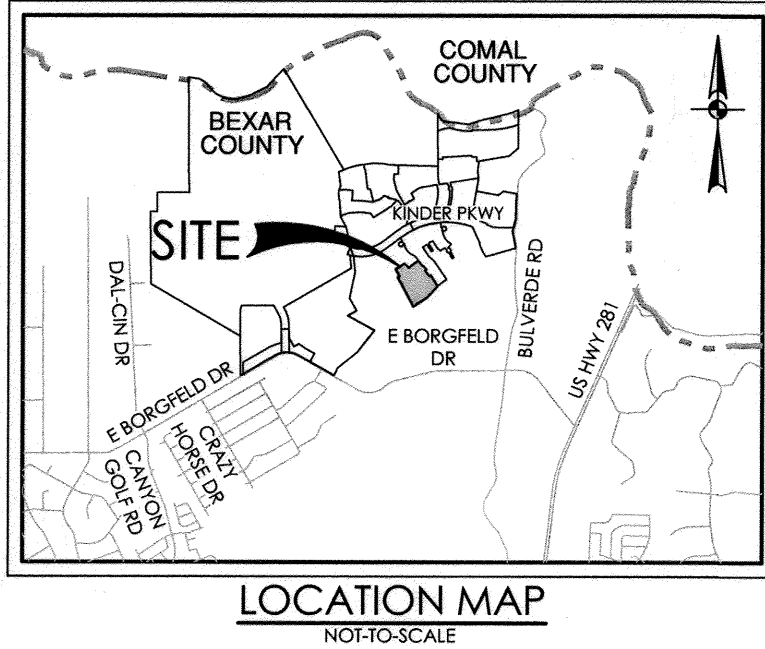 COMAL
COUNTY
BEXAR
COUNTY
KINDER PKWY
SITE
DAL-CIN DR
BULVERDE RD
E BORGFELD
DR
US HWY 281
E BORGFELD DR
CRAZY
HORSE DR
CANYON
GOLF RD
LOCATION MAP
NOT-TO-SCALE